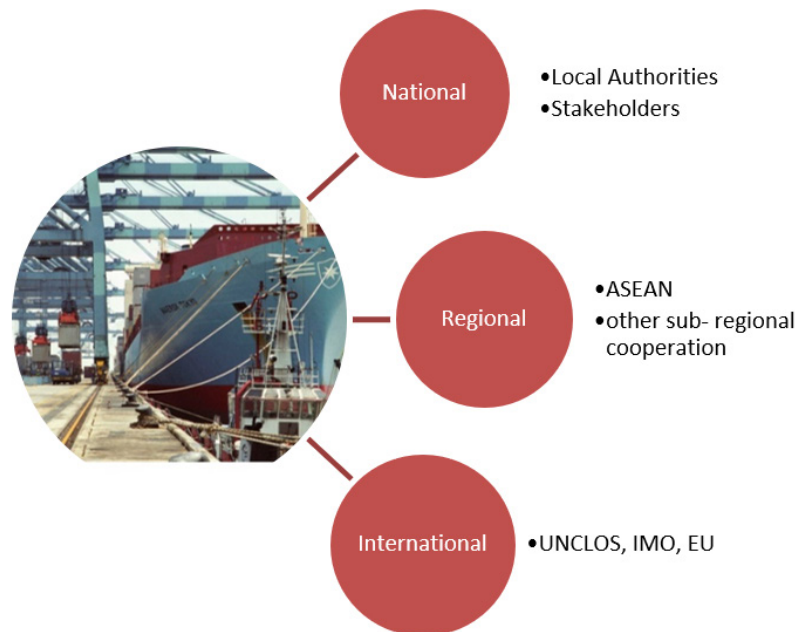 National
•Local Authorities
•Stakeholders
Regional
•ASEAN
•other sub- regional
cooperation
International
•UNCLOS, IMO, EU